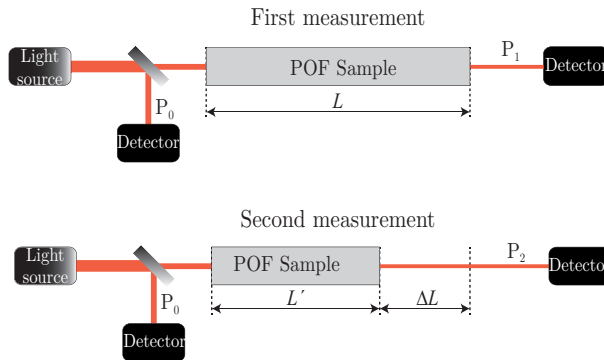 First measurement
Light
source
POF Sample
P₁
Detector
L
P₀
Detector
Second measurement
Light
source
POF Sample
P₂
Detector
P₀
L′
ΔL
Detector